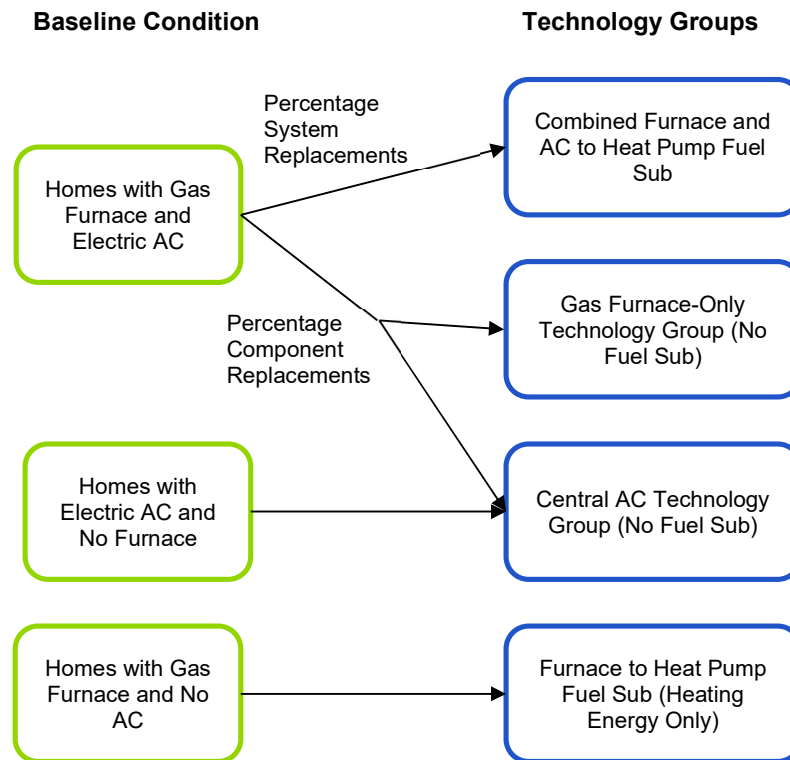 Baseline Condition
Technology Groups
Percentage
System
Replacements
Combined Furnace and
AC to Heat Pump Fuel
Sub
Homes with Gas
Furnace and
Electric AC
Gas Furnace-Only
Technology Group (No
Fuel Sub)
Percentage
Component
Replacements
Homes with
Electric AC and
No Furnace
Central AC Technology
Group (No Fuel Sub)
Homes with Gas
Furnace and No
AC
Furnace to Heat Pump
Fuel Sub (Heating
Energy Only)